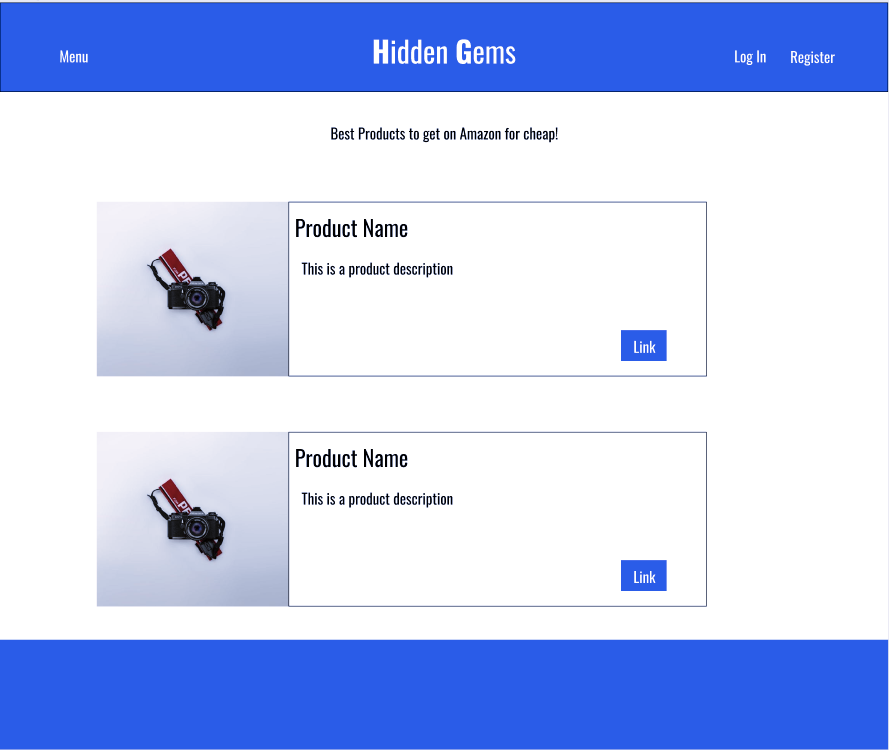 Menu
Hidden Gems
Log In
Register
Best Products to get on Amazon for cheap!
Product Name
This is a product description
Link
Product Name
This is a product description
Link